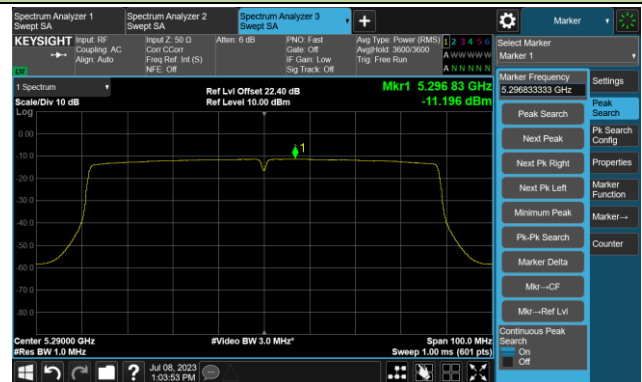 Spectrum Analyzer 1
Swept SA
Spectrum Analyzer 2
Swept SA
Spectrum Analyzer 3
Swept SA
Marker
KEYSIGHT
Input: RF
Coupling: AC
Align: Auto
Input Z: 50 Ω
Corr CCorr
Freq Ref: Int (S)
NFE: Off
Atten: 6 dB
PNO: Fast
Gate: Off
IF Gain: Low
Sig Track: Off
Avg Type: Power (RMS)
Avg|Hold: 3600/3600
Trig: Free Run
1 2 3 4 5 6
A W W W W W
A N N N N N
LXI
Select Marker
Marker 1
1 Spectrum
Scale/Div 10 dB
Log
Ref Lvl Offset 22.40 dB
Ref Level 10.00 dBm
Mkr1 5.296 83 GHz
-11.196 dBm
0.00
-10.0
-20.0
-30.0
-40.0
-50.0
-60.0
-70.0
-80.0
1
Center 5.29000 GHz
#Res BW 1.0 MHz
#Video BW 3.0 MHz*
Span 100.0 MHz
Sweep 1.00 ms (601 pts)
Marker Frequency
5.296833333 GHz
Peak Search
Next Peak
Next Pk Right
Next Pk Left
Minimum Peak
Pk-Pk Search
Marker Delta
Mkr→CF
Mkr→Ref Lvl
Continuous Peak
Search
On
Off
Settings
Peak
Search
Pk Search
Config
Properties
Marker
Function
Marker→
Counter
?
Jul 08, 2023
1:03:53 PM